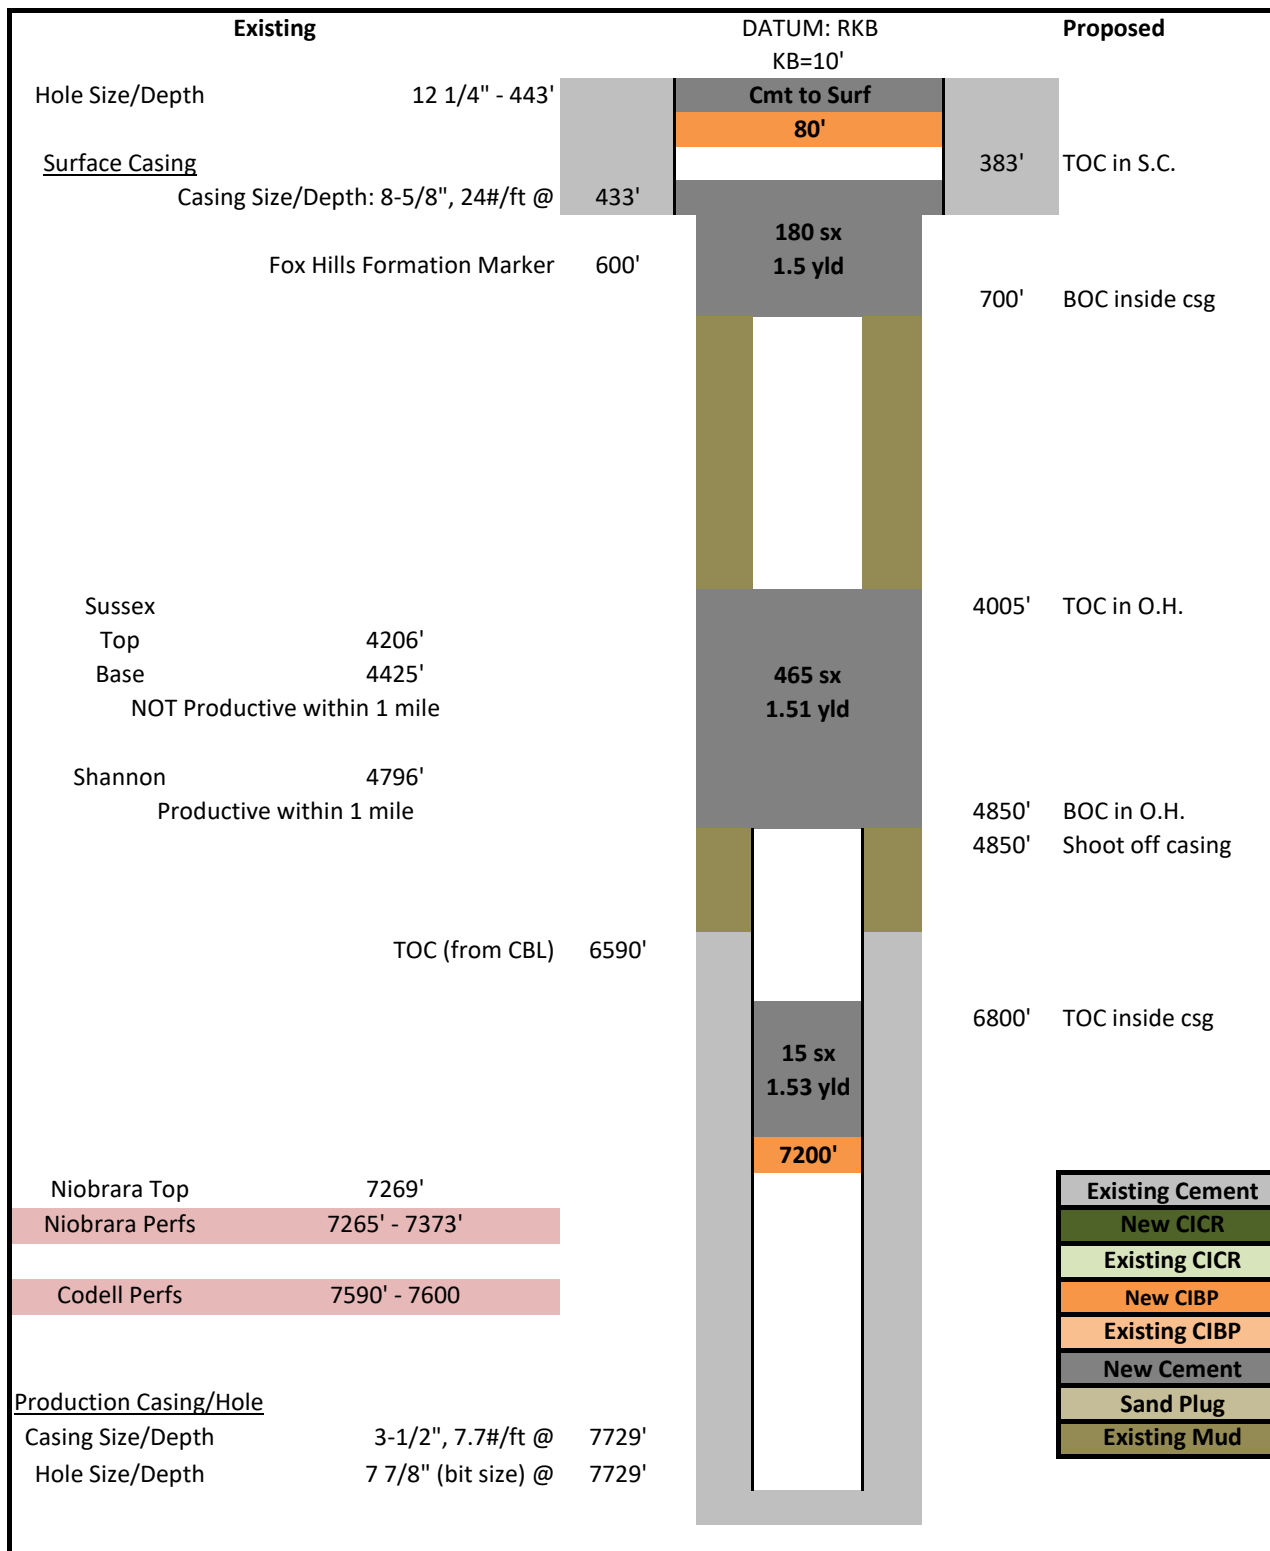 Existing DATUM: RKB Proposed
KB=10'
Hole Size/Depth 12 1/4" - 443' Cmt to Surf
80'
Surface Casing 383' TOC in S.C.
Casing Size/Depth: 8-5/8", 24#/ft @ 433'
180 sx
Fox Hills Formation Marker 600' 1.5 yld
700' BOC inside csg
Sussex 4005' TOC in O.H.
Top 4206'
Base 4425' 465 sx
NOT Productive within 1 mile 1.51 yld
Shannon 4796'
Productive within 1 mile 4850' BOC in O.H.
4850' Shoot off casing
TOC (from CBL) 6590'
6800' TOC inside csg
15 sx
1.53 yld
7200'
Niobrara Top 7269' Existing Cement
Niobrara Perfs 7265' - 7373' New CICR
Existing CICR
Codell Perfs 7590' - 7600 New CIBP
Existing CIBP
New Cement
Production Casing/Hole Sand Plug
Casing Size/Depth 3-1/2", 7.7#/ft @ 7729' Existing Mud
Hole Size/Depth 7 7/8" (bit size) @ 7729'